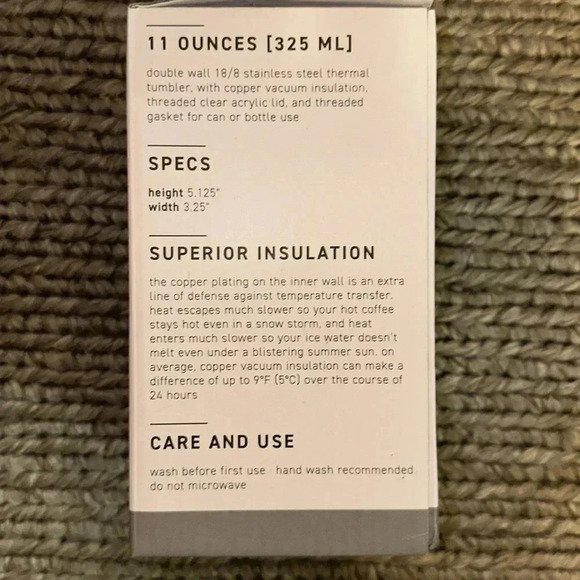 11 OUNCES [325 ML]
double wall 18/8 stainless steel thermal
tumbler, with copper vacuum insulation,
threaded clear acrylic lid, and threaded
gasket for can or bottle use
SPECS
height 5.125"
width 3.25"
SUPERIOR INSULATION
the copper plating on the inner wall is an extra
line of defense against temperature transfer.
heat escapes much slower so your hot coffee
stays hot even in a snow storm, and heat
enters much slower so your ice water doesn't
melt even under a blistering summer sun. on
average, copper vacuum insulation can make a
difference of up to 9°F (5°C) over the course of
24 hours
CARE AND USE
wash before first use · hand wash recommended
do not microwave